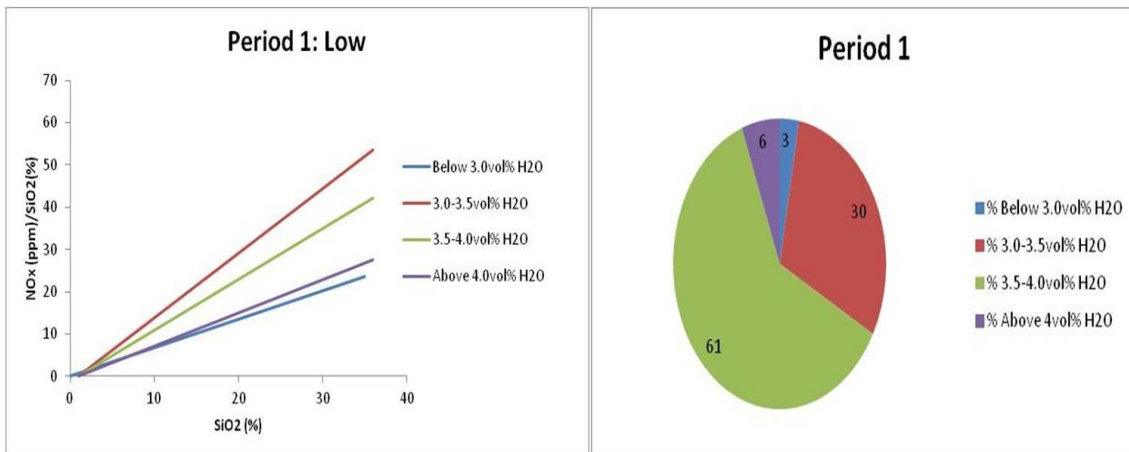 Period 1: Low
NOx (ppm)/SiO2(%)
70
60
50
40
30
20
10
0
0 10 20 30 40
SiO2 (%)
Below 3.0vol% H2O
3.0-3.5vol% H2O
3.5-4.0vol% H2O
Above 4.0vol% H2O
Period 1
6 3
30
61
% Below 3.0vol% H2O
% 3.0-3.5vol% H2O
% 3.5-4.0vol% H2O
% Above 4vol% H2O